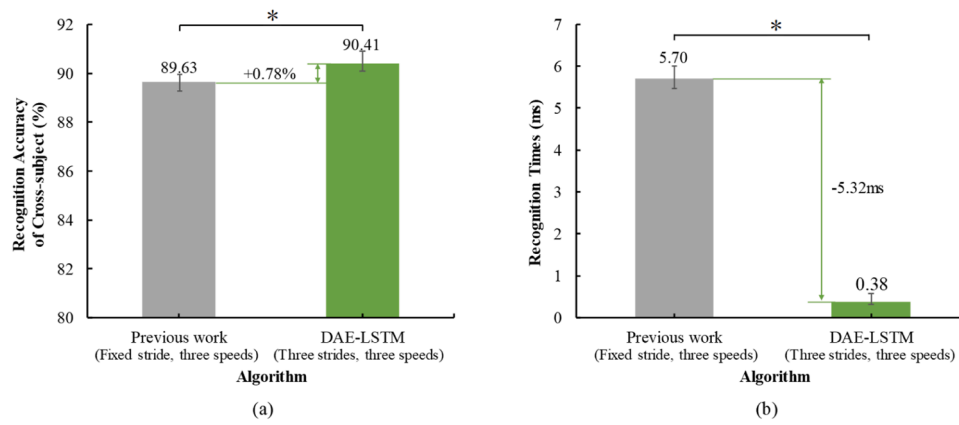 92
90
88
86
84
82
80
Recognition Accuracy
of Cross-subject (%)
*
89.63
+0.78%
90.41
Previous work
(Fixed stride, three speeds)
DAE-LSTM
(Three strides, three speeds)
Algorithm
(a)
7
6
5
4
3
2
1
0
Recognition Times (ms)
*
5.70
-5.32ms
0.38
Previous work
(Fixed stride, three speeds)
DAE-LSTM
(Three strides, three speeds)
Algorithm
(b)